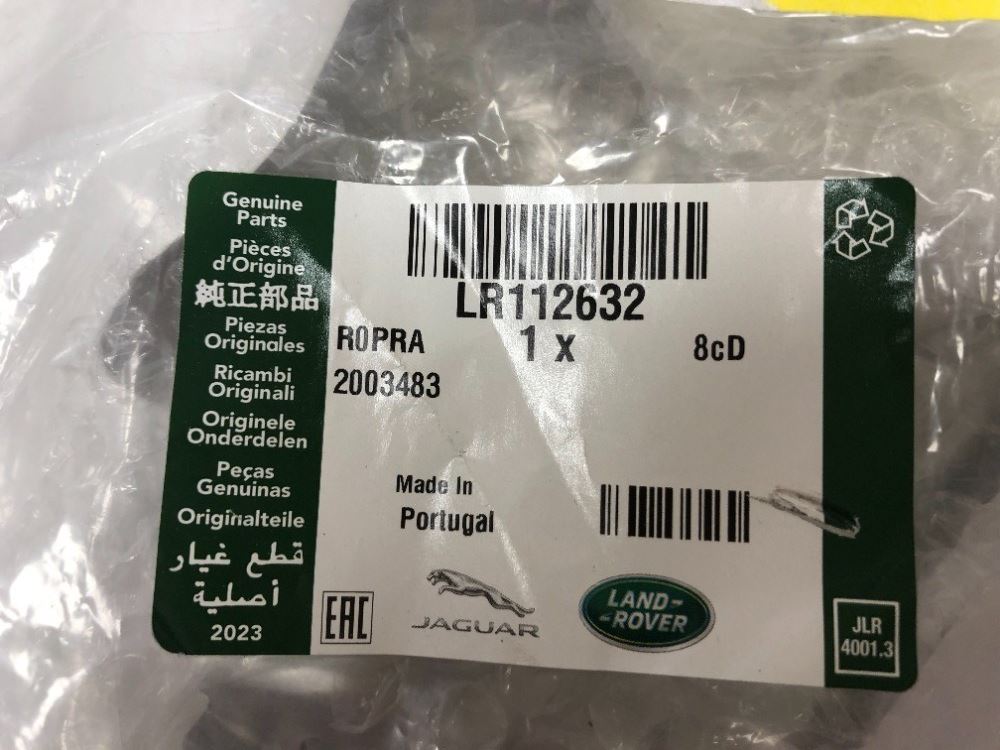 Genuine
Parts
Pièces
d'Origine
純正部品
Piezas
Originales
Ricambi
Originali
Originele
Onderdelen
Peças
Genuinas
Originalteile
قطع غيار
أصلية
2023
LR112632
R0PRA
1 x
8cD
2003483
Made In
Portugal
EAC
JAGUAR
LAND-
-ROVER
JLR
4001.3